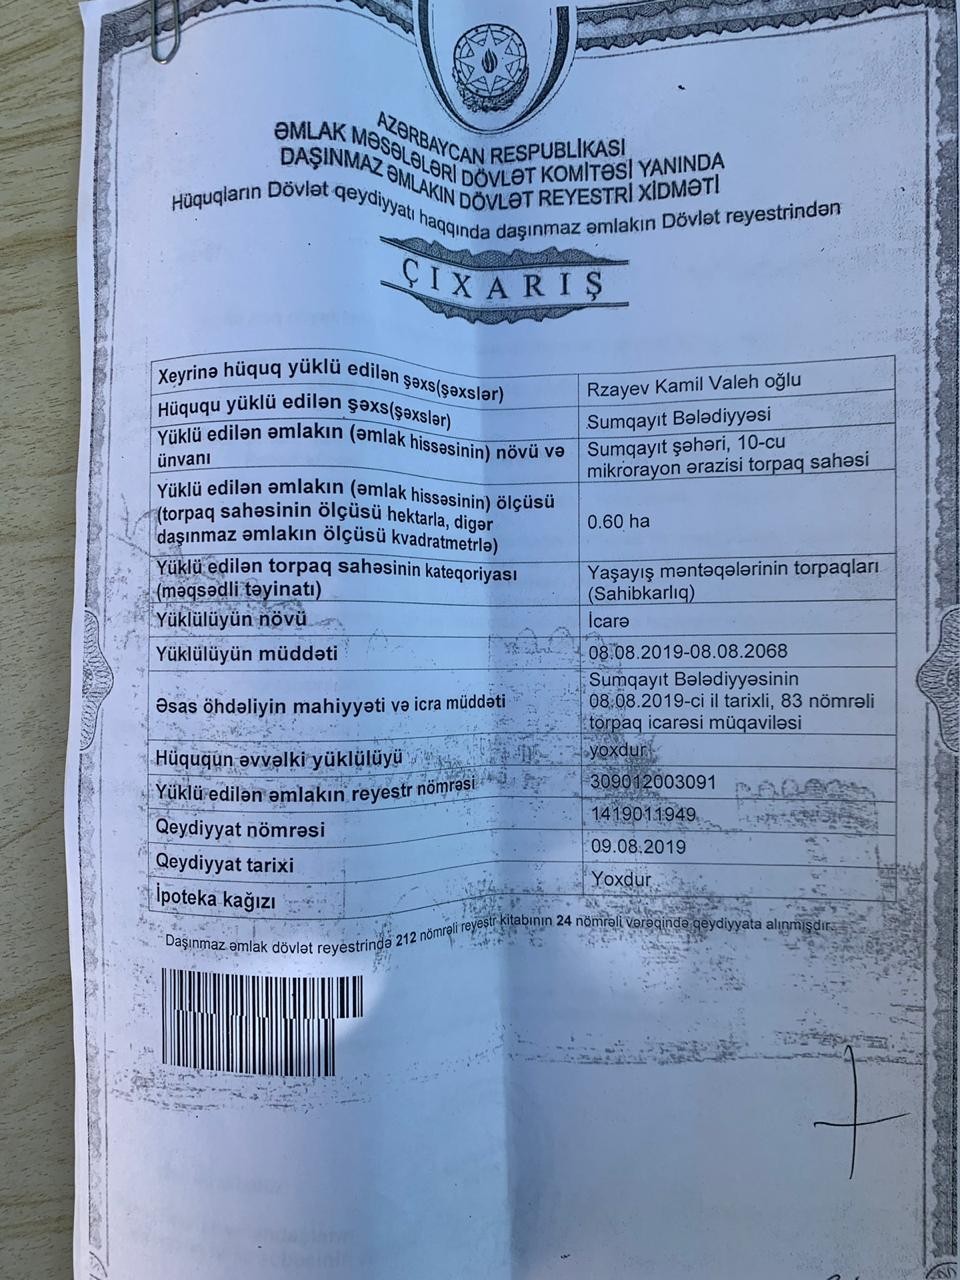 AZƏRBAYCAN RESPUBLİKASI
ƏMLAK MƏSƏLƏLƏRİ DÖVLƏT KOMİTƏSİ YANINDA
DAŞINMAZ ƏMLAKIN DÖVLƏT REYESTRİ XİDMƏTİ
Hüquqların Dövlət qeydiyyatı haqqında daşınmaz əmlakın Dövlət reyestrindən
ÇIXARIŞ
Xeyrinə hüquq yüklü edilən şəxs(şəxslər)
Rzayev Kamil Valeh oğlu
Hüququ yüklü edilən şəxs(şəxslər)
Sumqayıt Bələdiyyəsi
Yüklü edilən əmlakın (əmlak hissəsinin) növü və
ünvanı
Sumqayıt şəhəri, 10-cu
mikrorayon ərazisi torpaq sahəsi
Yüklü edilən əmlakın (əmlak hissəsinin) ölçüsü
(torpaq sahəsinin ölçüsü hektarla, digər
daşınmaz əmlakın ölçüsü kvadratmetrlə)
0.60 ha
Yüklü edilən torpaq sahəsinin kateqoriyası
(məqsədli təyinatı)
Yaşayış məntəqələrinin torpaqları
(Sahibkarlıq)
Yüklülüyün növü
İcarə
Yüklülüyün müddəti
08.08.2019-08.08.2068
Əsas öhdəliyin mahiyyəti və icra müddəti
Sumqayıt Bələdiyyəsinin
08.08.2019-ci il tarixli, 83 nömrəli
torpaq icarəsi müqaviləsi
Hüququn əvvəlki yüklülüyü
yoxdur
Yüklü edilən əmlakın reyestr nömrəsi
309012003091
Qeydiyyat nömrəsi
1419011949
Qeydiyyat tarixi
09.08.2019
İpoteka kağızı
Yoxdur
Daşınmaz əmlak dövlət reyestrində 212 nömrəli reyestr kitabının 24 nömrəli vərəqində qeydiyyata alınmışdır.